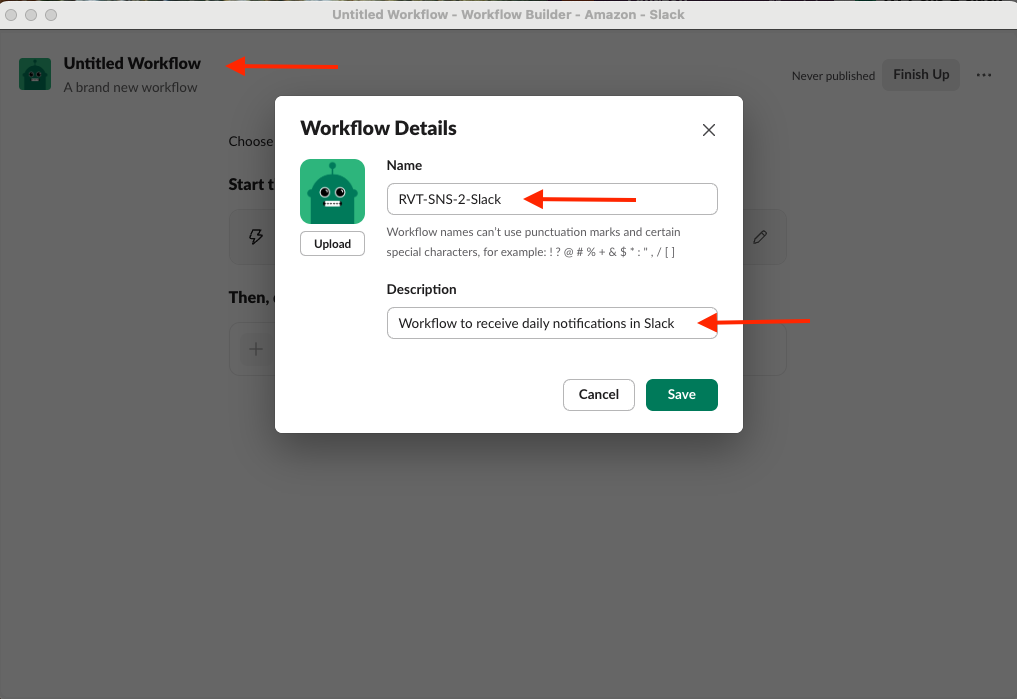 Untitled Workflow - Workflow Builder - Amazon - Slack
Untitled Workflow
A brand new workflow
Never published
Finish Up
Choose
Start t
Then,
Workflow Details
Upload
Name
RVT-SNS-2-Slack
Workflow names can't use punctuation marks and certain
special characters, for example: ! ? @ # % + & $ * : " , / [ ]
Description
Workflow to receive daily notifications in Slack
Cancel
Save